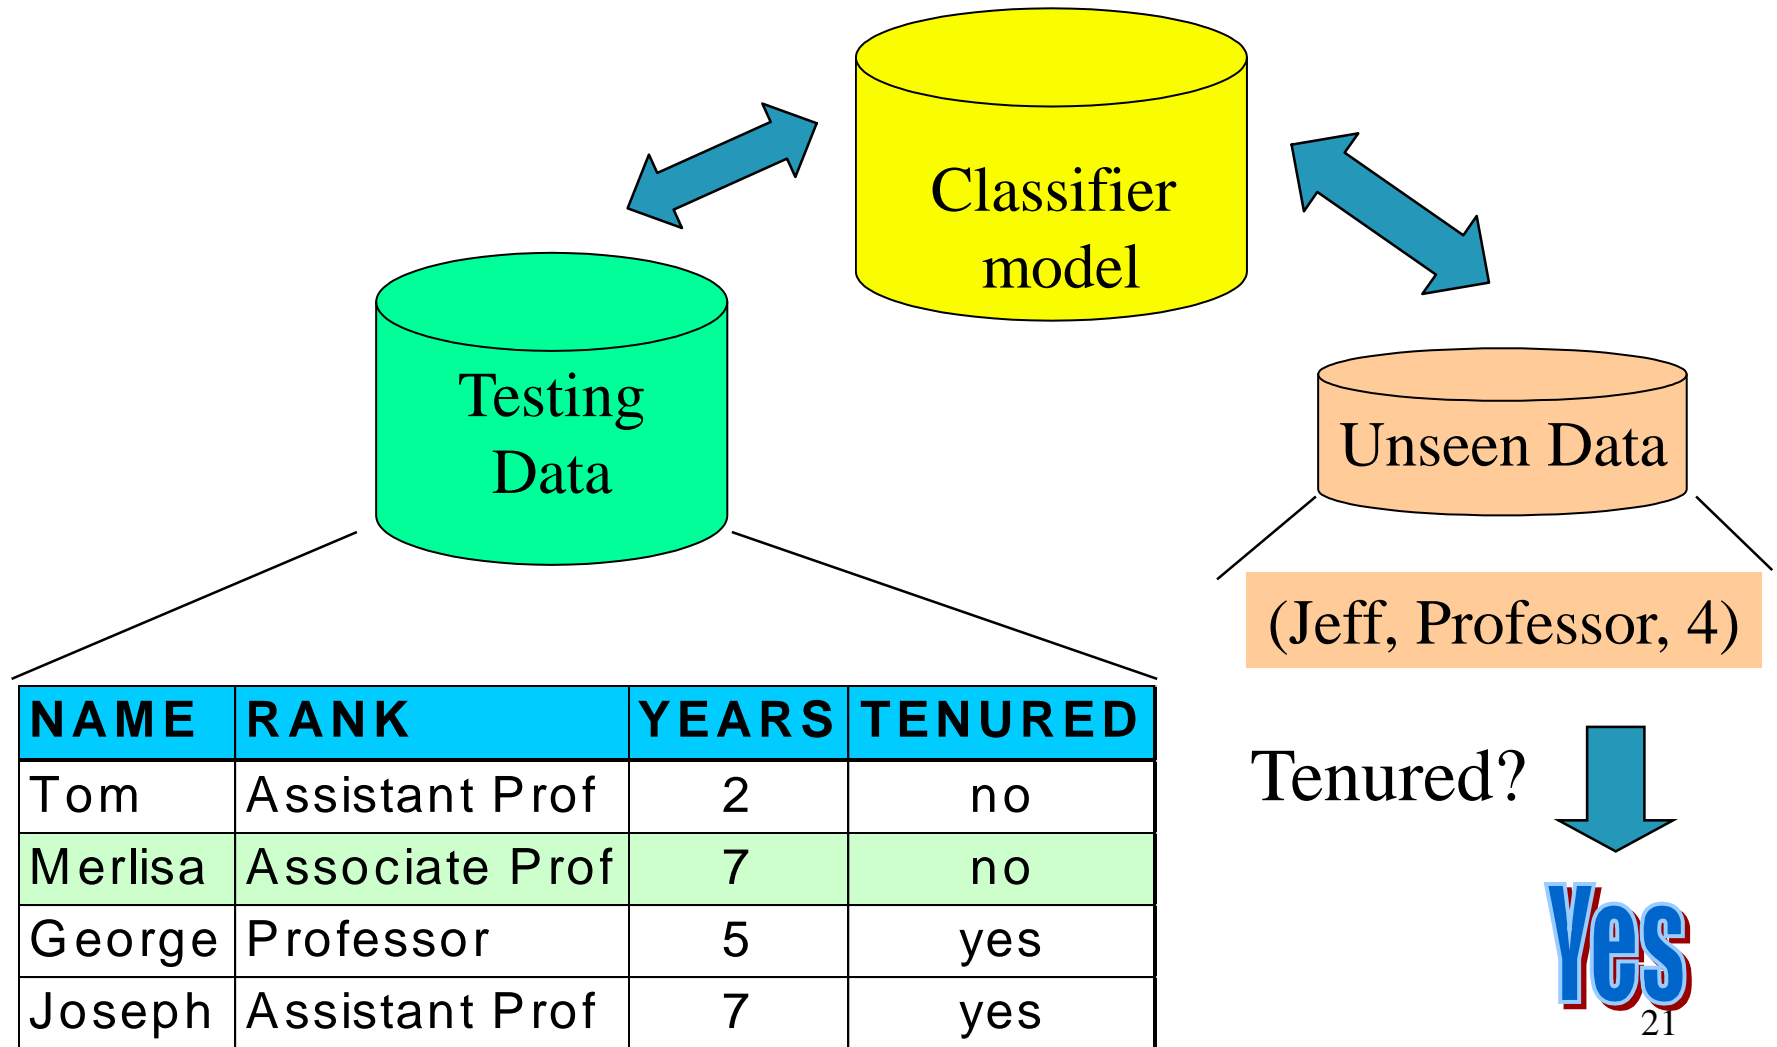 Classifier
model
Testing
Data
Unseen Data
(Jeff, Professor, 4)
NAME RANK YEARS TENURED
Tom Assistant Prof 2 no
Merlisa Associate Prof 7 no
George Professor 5 yes
Joseph Assistant Prof 7 yes
Tenured?
Yes
21